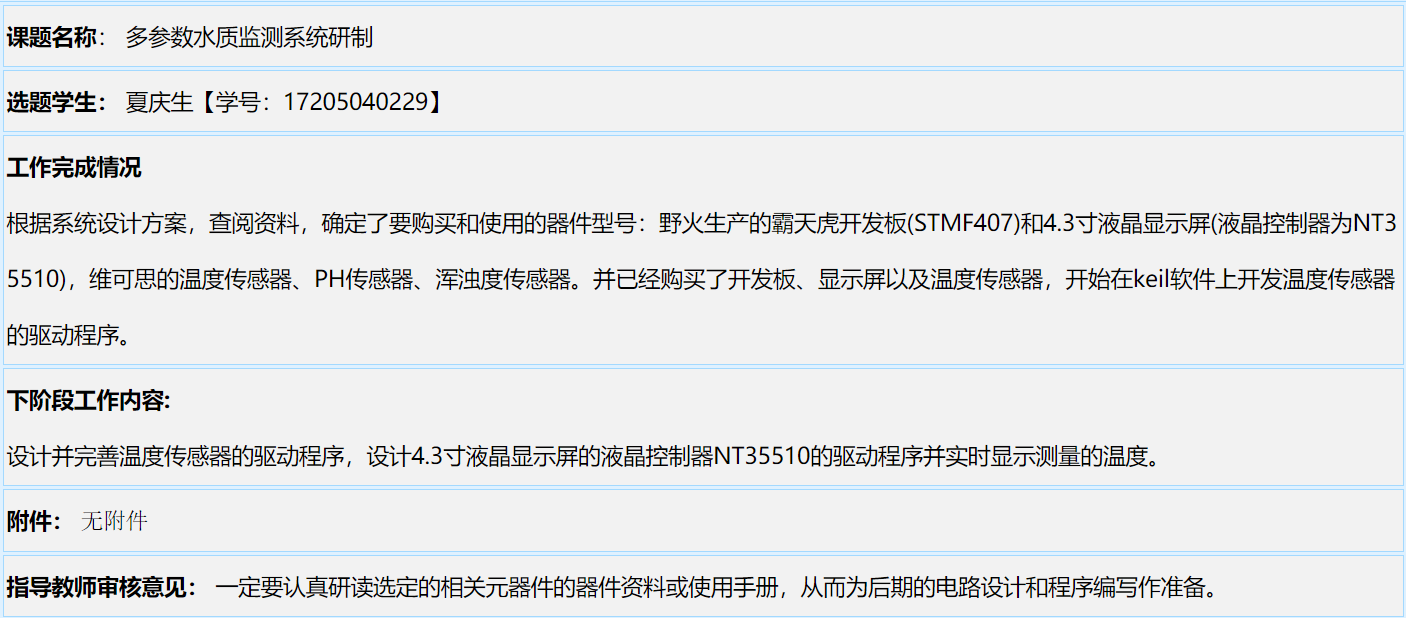 课题名称： 多参数水质监测系统研制
选题学生： 夏庆生【学号：17205040229】
工作完成情况
根据系统设计方案，查阅资料，确定了要购买和使用的器件型号：野火生产的霸天虎开发板(STMF407)和4.3寸液晶显示屏(液晶控制器为NT3
5510)，维可思的温度传感器、PH传感器、浑浊度传感器。并已经购买了开发板、显示屏以及温度传感器，开始在keil软件上开发温度传感器
的驱动程序。
下阶段工作内容:
设计并完善温度传感器的驱动程序，设计4.3寸液晶显示屏的液晶控制器NT35510的驱动程序并实时显示测量的温度。
附件： 无附件
指导教师审核意见： 一定要认真研读选定的相关元器件的器件资料或使用手册，从而为后期的电路设计和程序编写作准备。